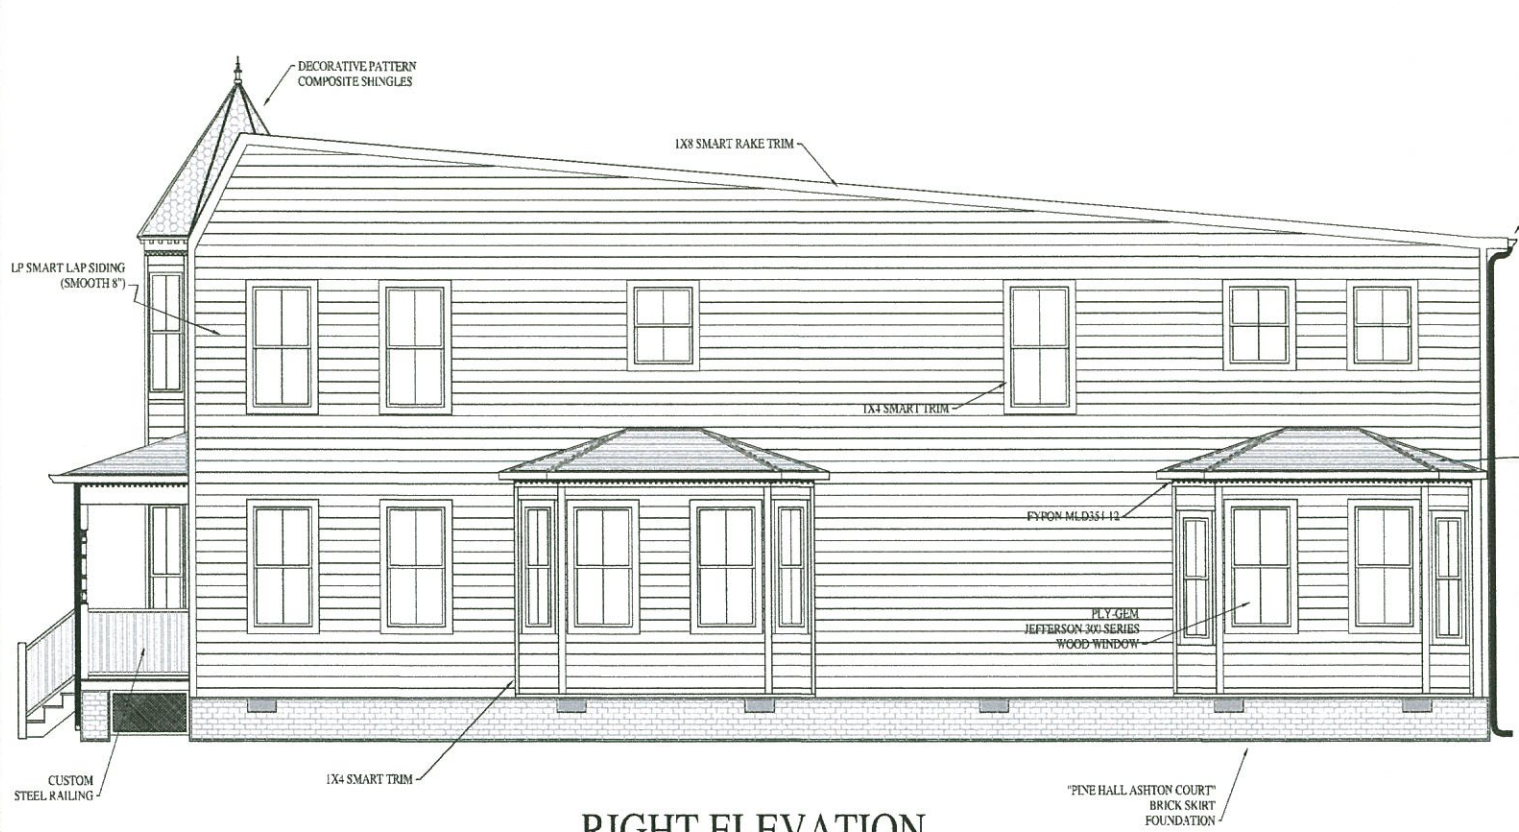 DECORATIVE PATTERN
COMPOSITE SHINGLES
1X8 SMART RAKE TRIM
LP SMART LAP SIDING
(SMOOTH 8")
1X4 SMART TRIM
FYPON MLD351-12
PLY-GEM
JEFFERSON 300 SERIES
WOOD WINDOW
CUSTOM
STEEL RAILING
1X4 SMART TRIM
"PINE HALL ASHTON COURT"
BRICK SKIRT
FOUNDATION
RIGHT ELEVATION